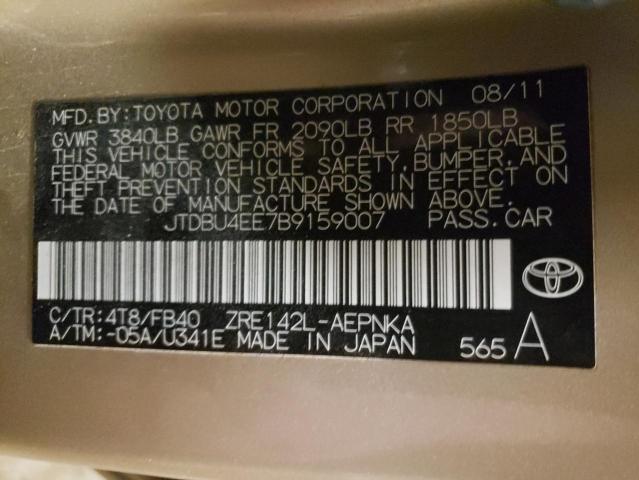 MFD. BY: TOYOTA MOTOR CORPORATION 08/11
GVWR 3840LB GAWR FR 2090LB RR 1850LB
THIS VEHICLE CONFORMS TO ALL APPLICABLE
FEDERAL MOTOR VEHICLE SAFETY, BUMPER, AND
THEFT PREVENTION STANDARDS IN EFFECT ON
THE DATE OF MANUFACTURE SHOWN ABOVE.
JTDBU4EE7B9159007 PASS. CAR
C/TR: 4T8/FB40 ZRE142L-AEPNKA
A/TM: -05A/U341E MADE IN JAPAN 565 A